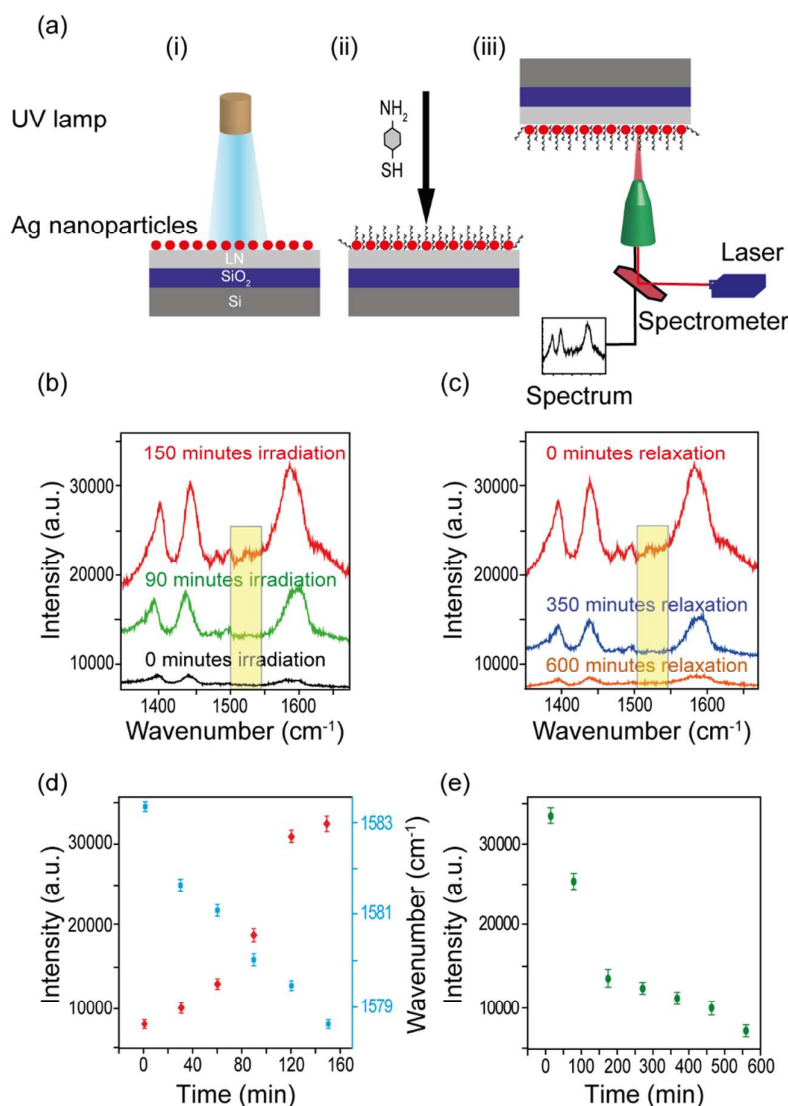 (a)
(i)
(ii)
(iii)
UV lamp
NH2
SH
Ag nanoparticles
LN
SiO2
Si
Laser
Spectrometer
Spectrum
(b)
150 minutes irradiation
90 minutes irradiation
0 minutes irradiation
30000
20000
10000
Intensity (a.u.)
1400 1500 1600
Wavenumber (cm-1)
(c)
0 minutes relaxation
350 minutes relaxation
600 minutes relaxation
30000
20000
10000
Intensity (a.u.)
1400 1500 1600
Wavenumber (cm-1)
(d)
30000
20000
10000
Intensity (a.u.)
1583
1581
1579
Wavenumber (cm-1)
0 40 80 120 160
Time (min)
(e)
30000
20000
10000
Intensity (a.u.)
0 100 200 300 400 500 600
Time (min)